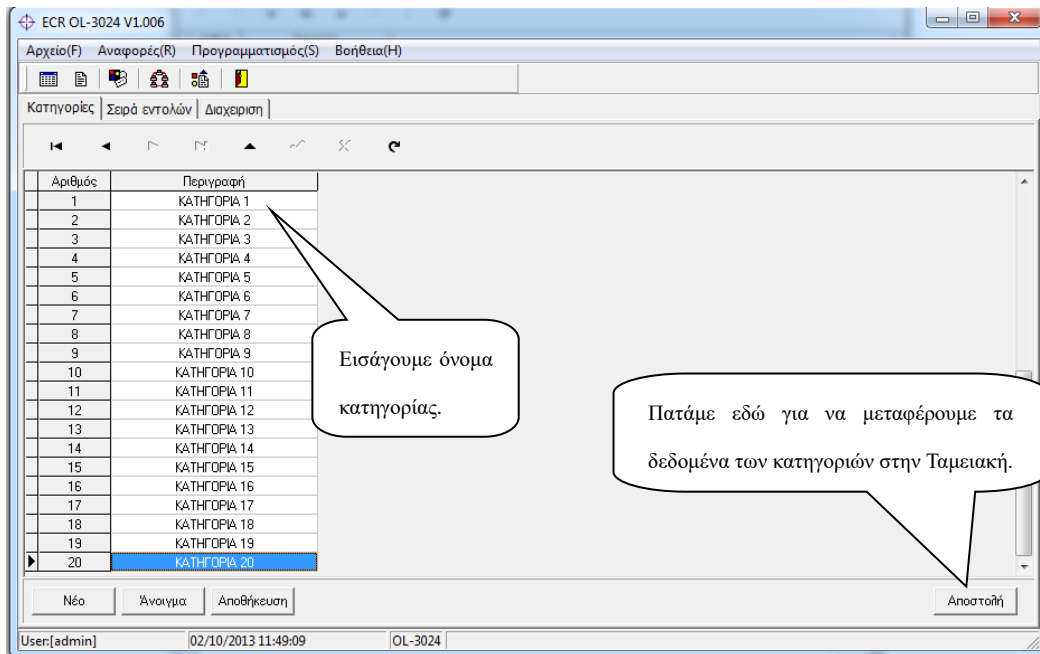 ECR OL-3024 V1.006
Αρχείο(F) Αναφορές(R) Προγραμματισμός(S) Βοήθεια(H)
Κατηγορίες Σειρά εντολών Διαχειριση
Αριθμός Περιγραφή
1 ΚΑΤΗΓΟΡΙΑ 1
2 ΚΑΤΗΓΟΡΙΑ 2
3 ΚΑΤΗΓΟΡΙΑ 3
4 ΚΑΤΗΓΟΡΙΑ 4
5 ΚΑΤΗΓΟΡΙΑ 5
6 ΚΑΤΗΓΟΡΙΑ 6
7 ΚΑΤΗΓΟΡΙΑ 7
8 ΚΑΤΗΓΟΡΙΑ 8
9 ΚΑΤΗΓΟΡΙΑ 9
10 ΚΑΤΗΓΟΡΙΑ 10
11 ΚΑΤΗΓΟΡΙΑ 11
12 ΚΑΤΗΓΟΡΙΑ 12
13 ΚΑΤΗΓΟΡΙΑ 13
14 ΚΑΤΗΓΟΡΙΑ 14
15 ΚΑΤΗΓΟΡΙΑ 15
16 ΚΑΤΗΓΟΡΙΑ 16
17 ΚΑΤΗΓΟΡΙΑ 17
18 ΚΑΤΗΓΟΡΙΑ 18
19 ΚΑΤΗΓΟΡΙΑ 19
20 ΚΑΤΗΓΟΡΙΑ 20
Εισάγουμε όνομα
κατηγορίας.
Πατάμε εδώ για να μεταφέρουμε τα
δεδομένα των κατηγοριών στην Ταμειακή.
Νέο Άνοιγμα Αποθήκευση Αποστολή
User:[admin] 02/10/2013 11:49:09 OL-3024